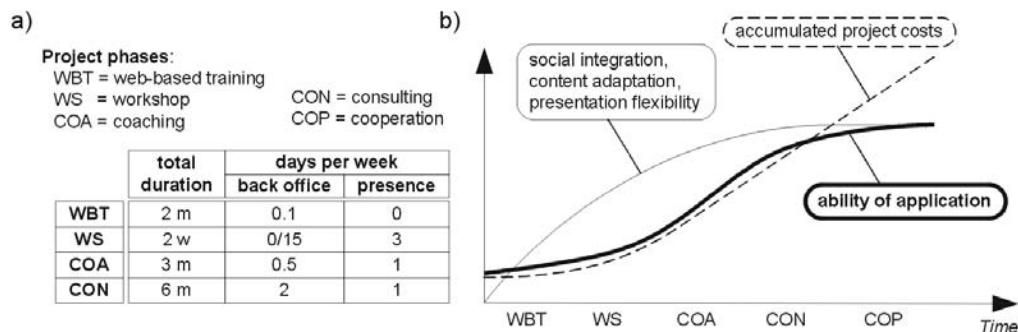 a)
Project phases:
WBT = web-based training
WS = workshop
COA = coaching
CON = consulting
COP = cooperation
total duration
days per week
back office
presence
WBT 2 m 0.1 0
WS 2 w 0/15 3
COA 3 m 0.5 1
CON 6 m 2 1
b)
accumulated project costs
social integration,
content adaptation,
presentation flexibility
ability of application
WBT WS COA CON COP Time